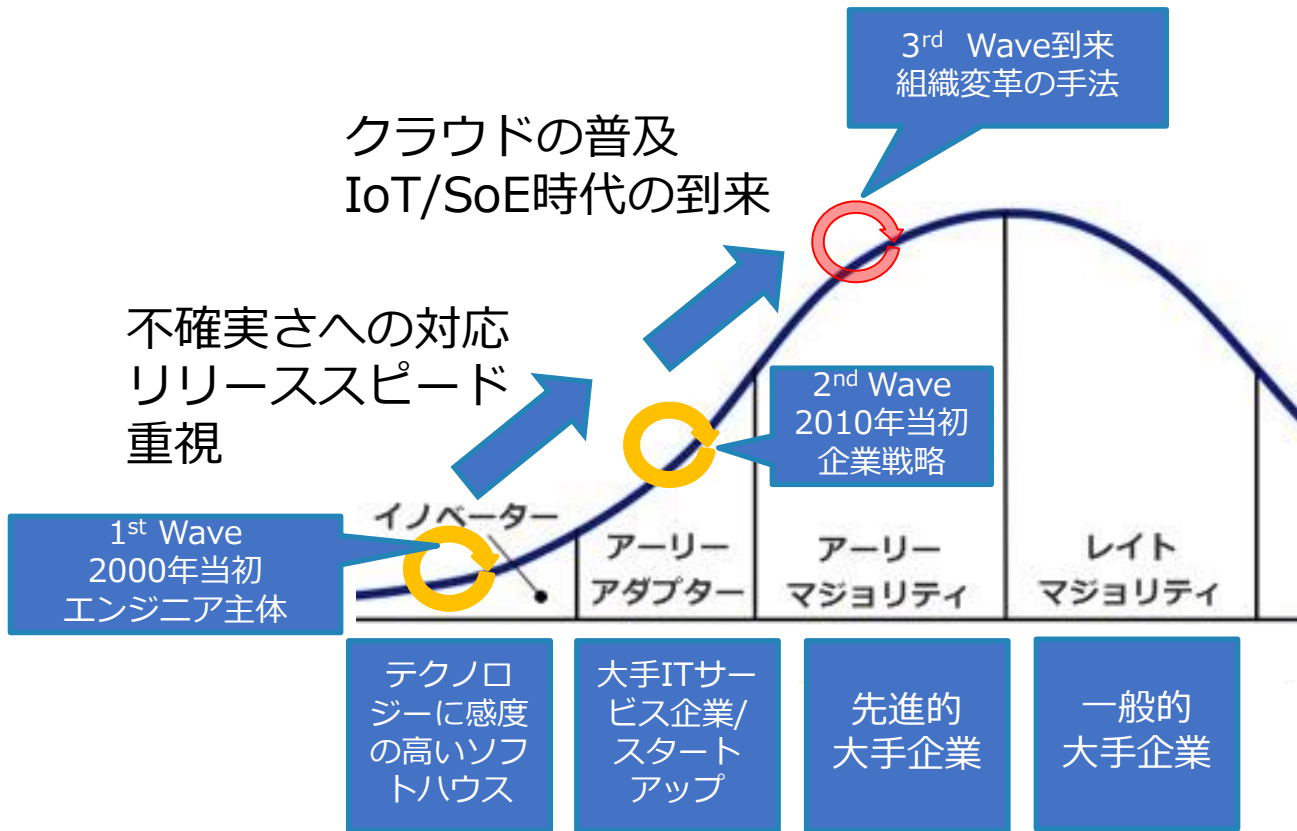 3rd Wave到来
組織変革の手法
クラウドの普及
IoT/SoE時代の到来
不確実さへの対応
リリーススピード
重視
2nd Wave
2010年当初
企業戦略
1st Wave
2000年当初
エンジニア主体
イノベーター
アーリー
アダプター
アーリー
マジョリティ
レイト
マジョリティ
テクノロ
ジーに感度
の高いソフ
トハウス
大手ITサー
ビス企業/
スタート
アップ
先進的
大手企業
一般的
大手企業